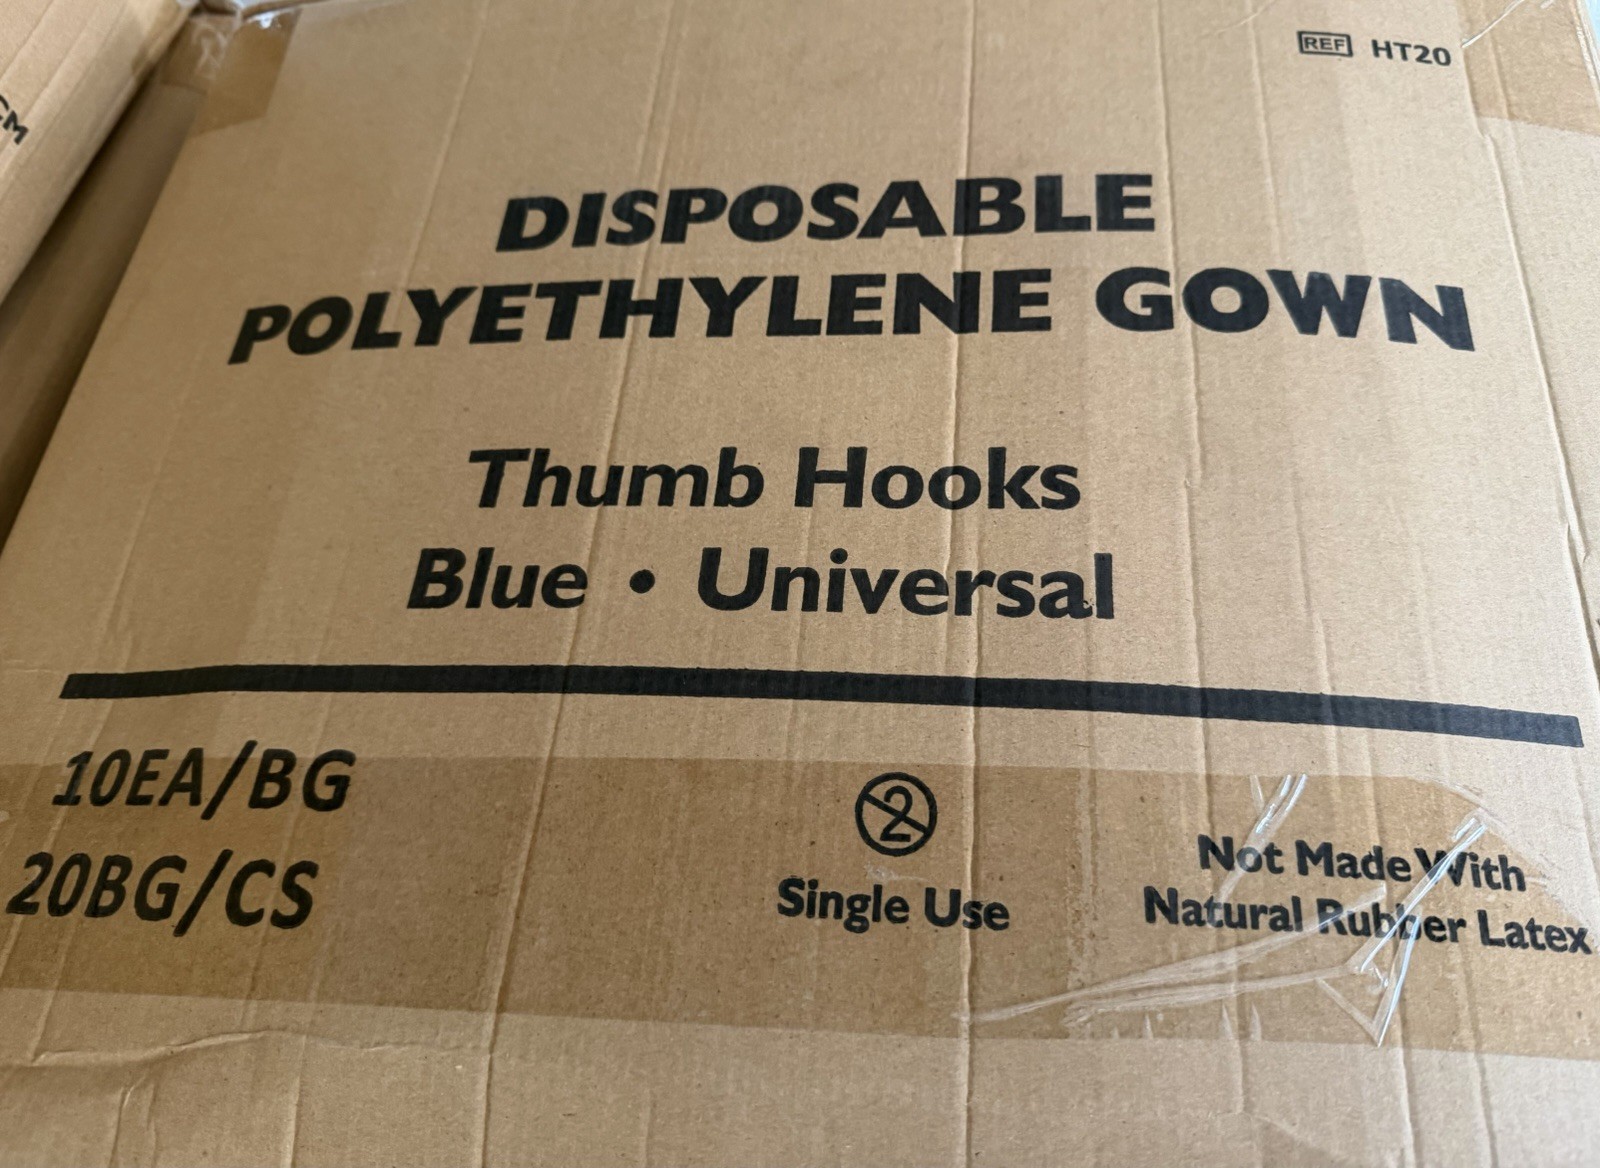 REF HT20
DISPOSABLE
POLYETHYLENE GOWN
Thumb Hooks
Blue • Universal
10EA/BG
20BG/CS
2
Single Use
Not Made With
Natural Rubber Latex